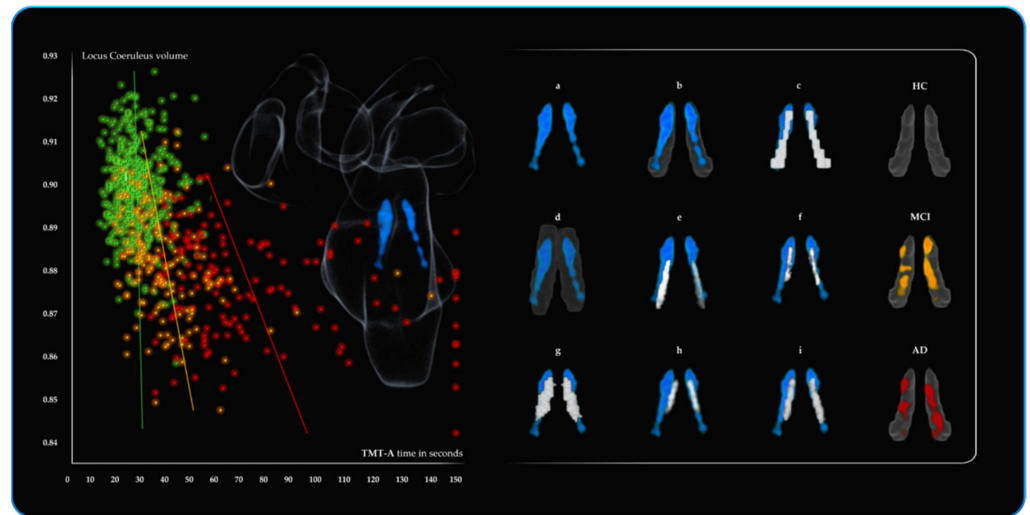 Locus Coeruleus volume
0.93
0.92
0.91
0.90
0.89
0.88
0.87
0.86
0.85
0.84
TMT-A time in seconds
0 10 20 30 40 50 60 70 80 90 100 110 120 130 140 150
a b c HC
d e f MCI
g h i AD